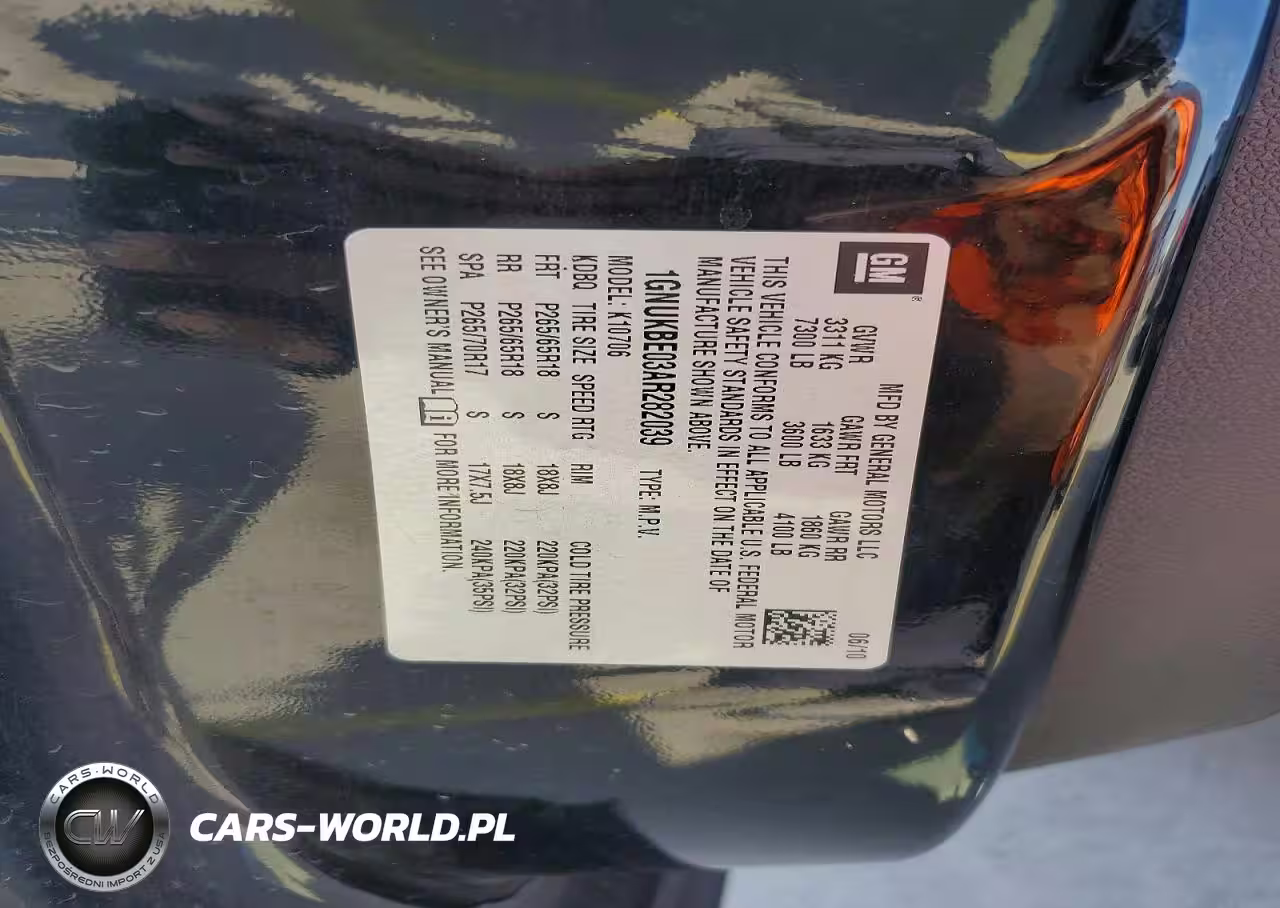 GM
®
MFD BY GENERAL MOTORS LLC 06/10
GVWR GAWR FRT GAWR RR
3311 KG 1633 KG 1860 KG
7300 LB 3600 LB 4100 LB
THIS VEHICLE CONFORMS TO ALL APPLICABLE U.S. FEDERAL MOTOR
VEHICLE SAFETY STANDARDS IN EFFECT ON THE DATE OF
MANUFACTURE SHOWN ABOVE.
1GNUKBE03AR282039 TYPE: M.P.V.
MODEL: K10706
KDBQ TIRE SIZE SPEED RTG RIM COLD TIRE PRESSURE
FRT P265/65R18 S 18X8J 220KPA(32PSI)
RR P265/65R18 S 18X8J 220KPA(32PSI)
SPA P265/70R17 S 17X7.5J 240KPA(35PSI)
SEE OWNER'S MANUAL FOR MORE INFORMATION
CARS-WORLD
CW
BEZPOŚREDNI IMPORT Z USA
CARS-WORLD.PL